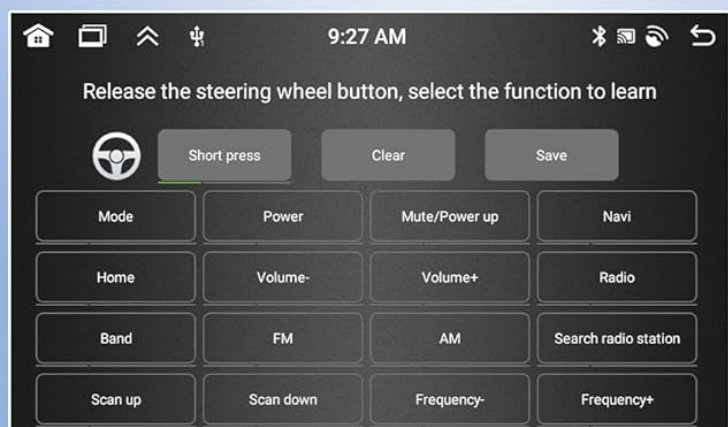 9:27 AM
Release the steering wheel button, select the function to learn
Short press Clear Save
Mode Power Mute/Power up Navi
Home Volume- Volume+ Radio
Band FM AM Search radio station
Scan up Scan down Frequency- Frequency+